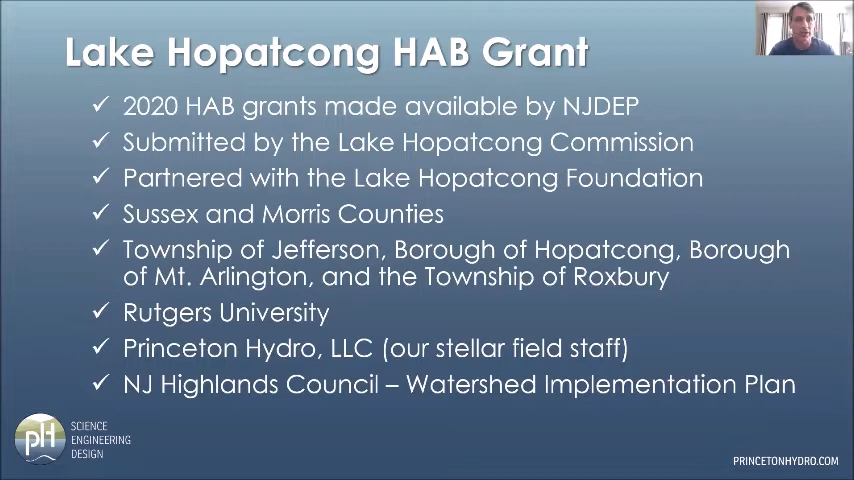 Lake Hopatcong HAB Grant
✓ 2020 HAB grants made available by NJDEP
✓ Submitted by the Lake Hopatcong Commission
✓ Partnered with the Lake Hopatcong Foundation
✓ Sussex and Morris Counties
✓ Township of Jefferson, Borough of Hopatcong, Borough
of Mt. Arlington, and the Township of Roxbury
✓ Rutgers University
✓ Princeton Hydro, LLC (our stellar field staff)
✓ NJ Highlands Council – Watershed Implementation Plan
pH
SCIENCE
ENGINEERING
DESIGN
PRINCETONHYDRO.COM